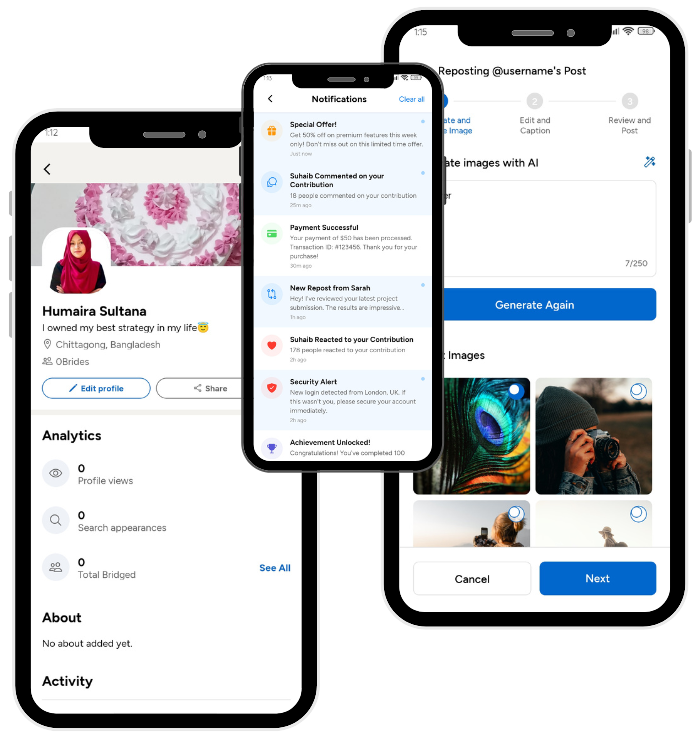 1:12
Humaira Sultana
I owned my best strategy in my life😇
Chittagong, Bangladesh
0Brides
Edit profile
Share
Analytics
0
Profile views
0
Search appearances
0
Total Bridged
See All
About
No about added yet.
Activity
1:15
Notifications
Clear all
Special Offer!
Get 50% off on premium features this week
only! Don't miss out on this limited time offer.
Just now
Suhaib Commented on your
Contribution
18 people commented on your contribution
25m ago
Payment Successful
Your payment of $50 has been processed.
Transaction ID: #123456. Thank you for your
purchase!
30m ago
New Repost from Sarah
Hey! I've reviewed your latest project
submission. The results are impressive...
1h ago
Suhaib Reacted to your Contribution
178 people reacted to your contribution
2h ago
Security Alert
New login detected from London, UK. If
this wasn't you, please secure your account
immediately.
2h ago
Achievement Unlocked!
Congratulations! You've completed 100
1:15
Reposting @username's Post
2
3
ate and
Image
Edit and
Caption
Review and
Post
ate images with AI
er
7/250
Generate Again
t Images
Cancel
Next